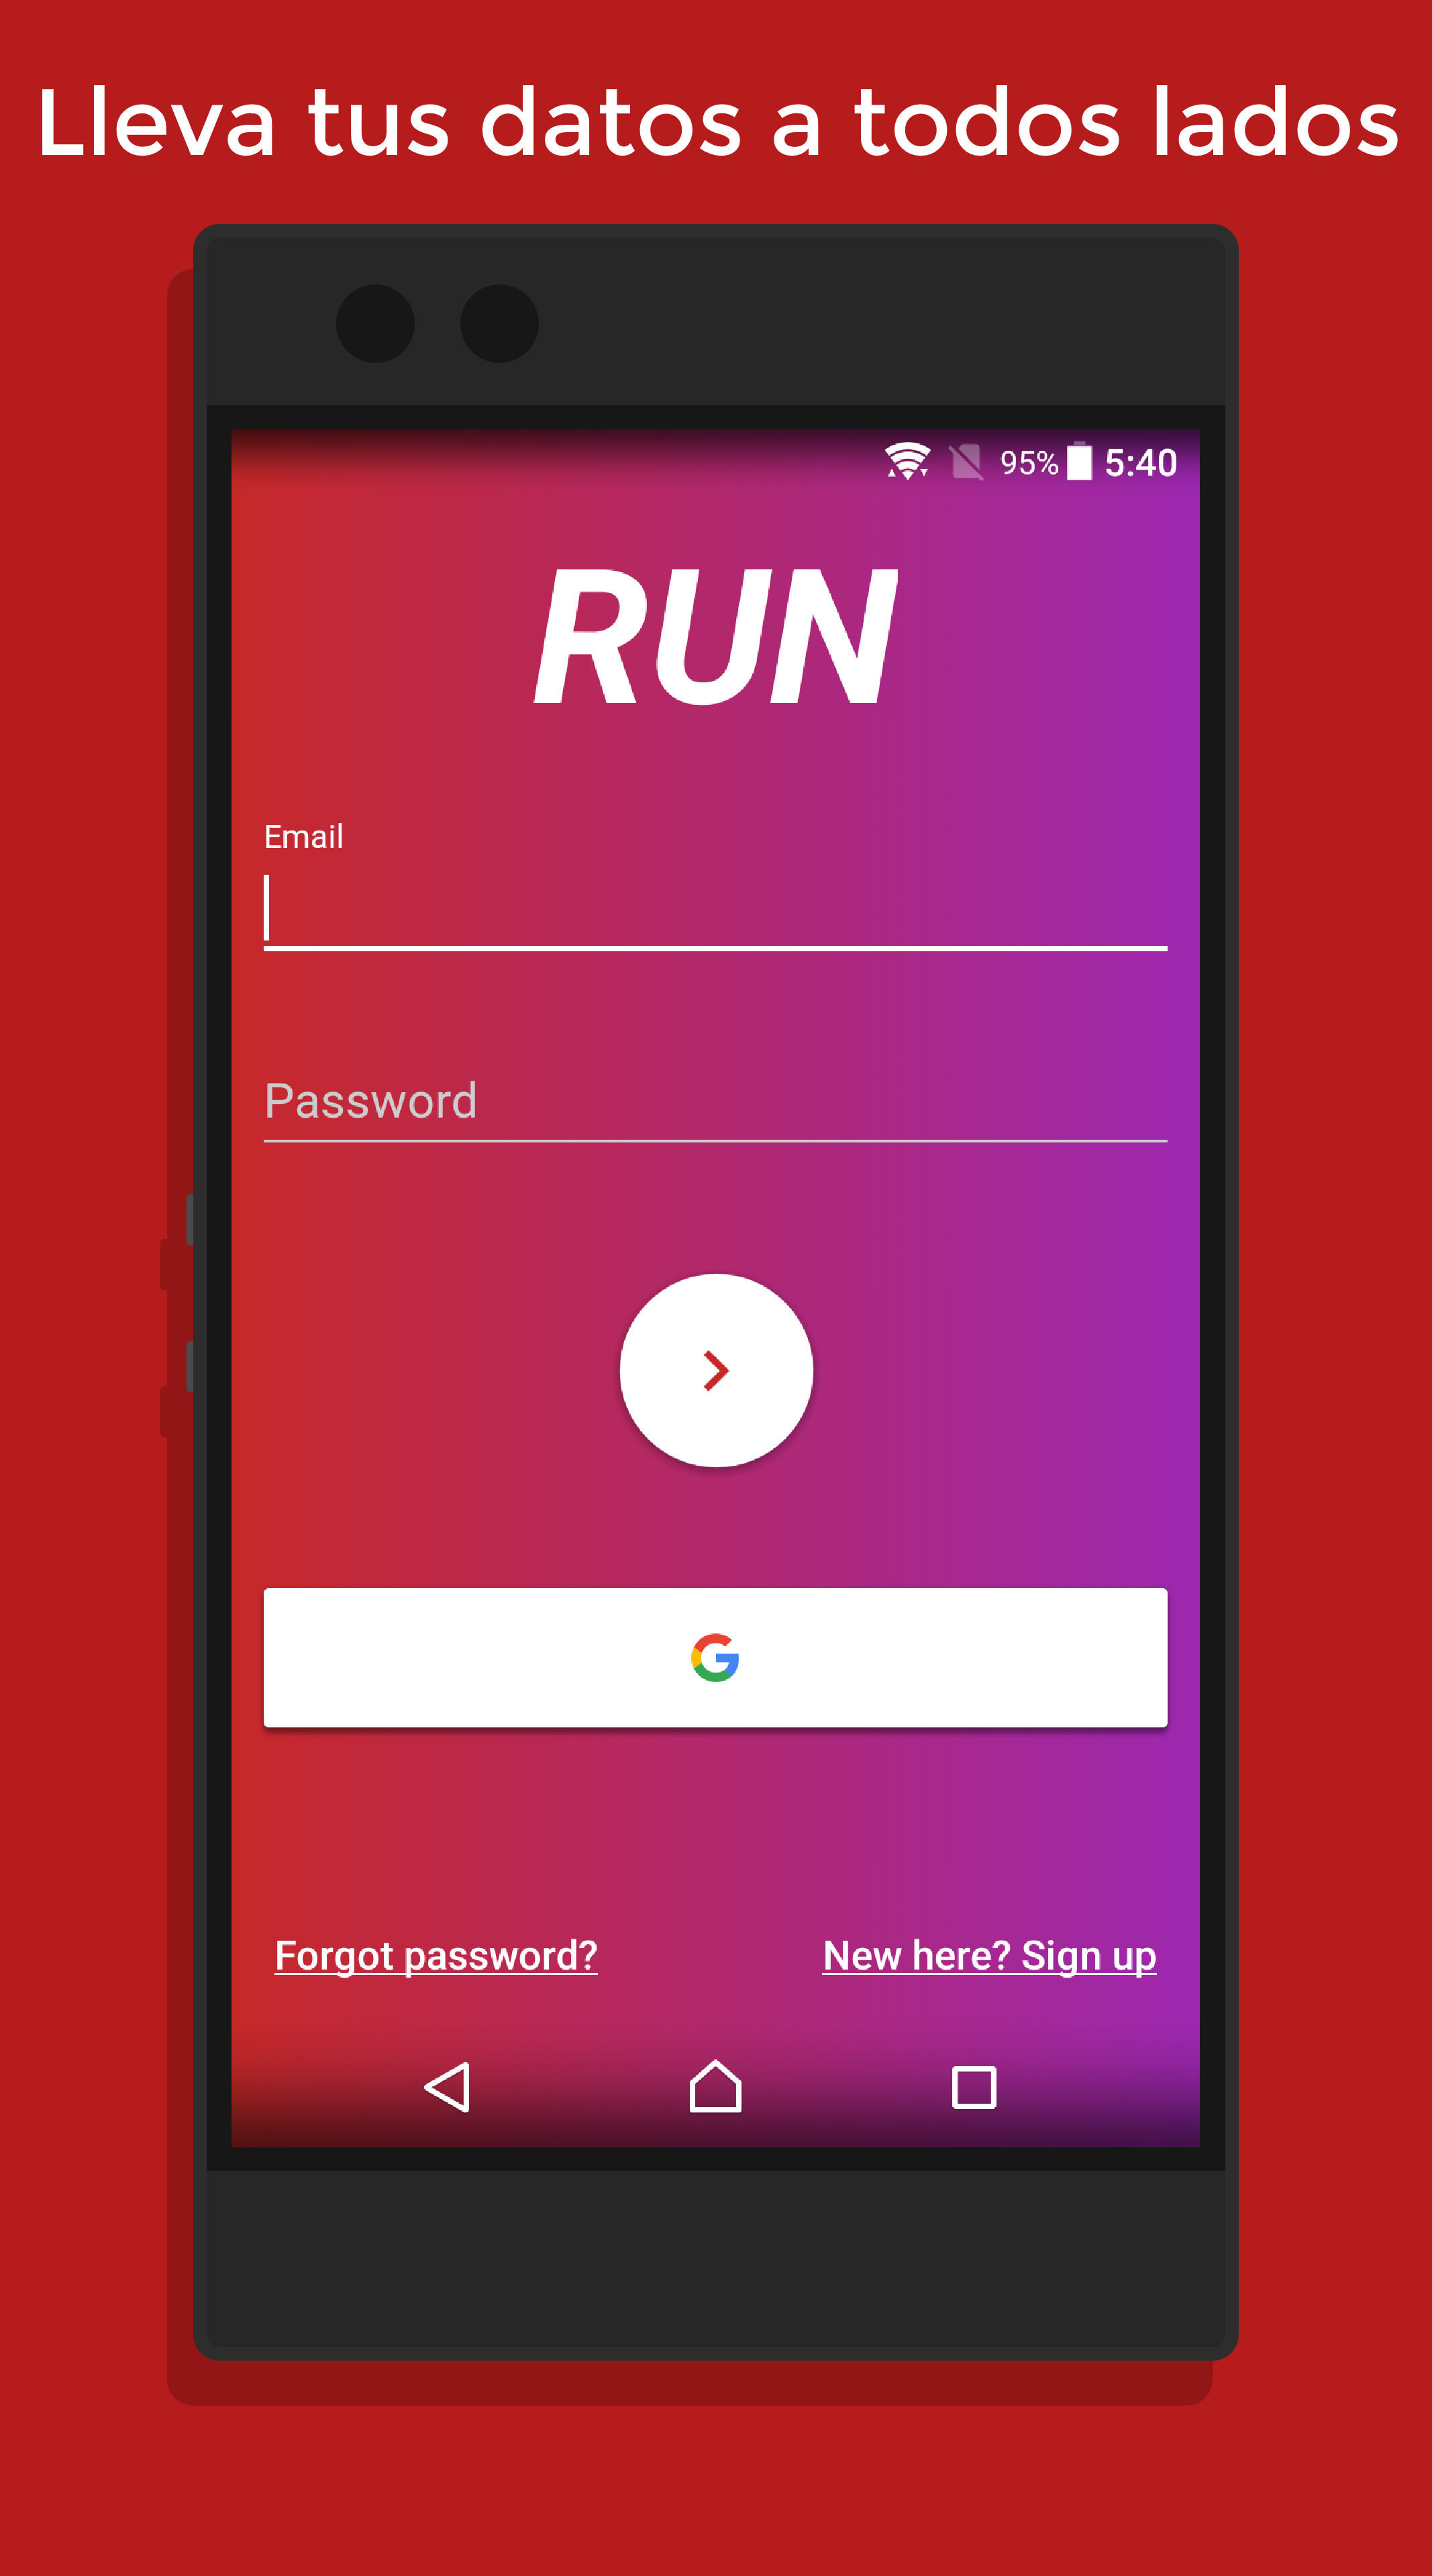 Lleva tus datos a todos lados
95% 5:40
RUN
Email
Password
Forgot password? New here? Sign up